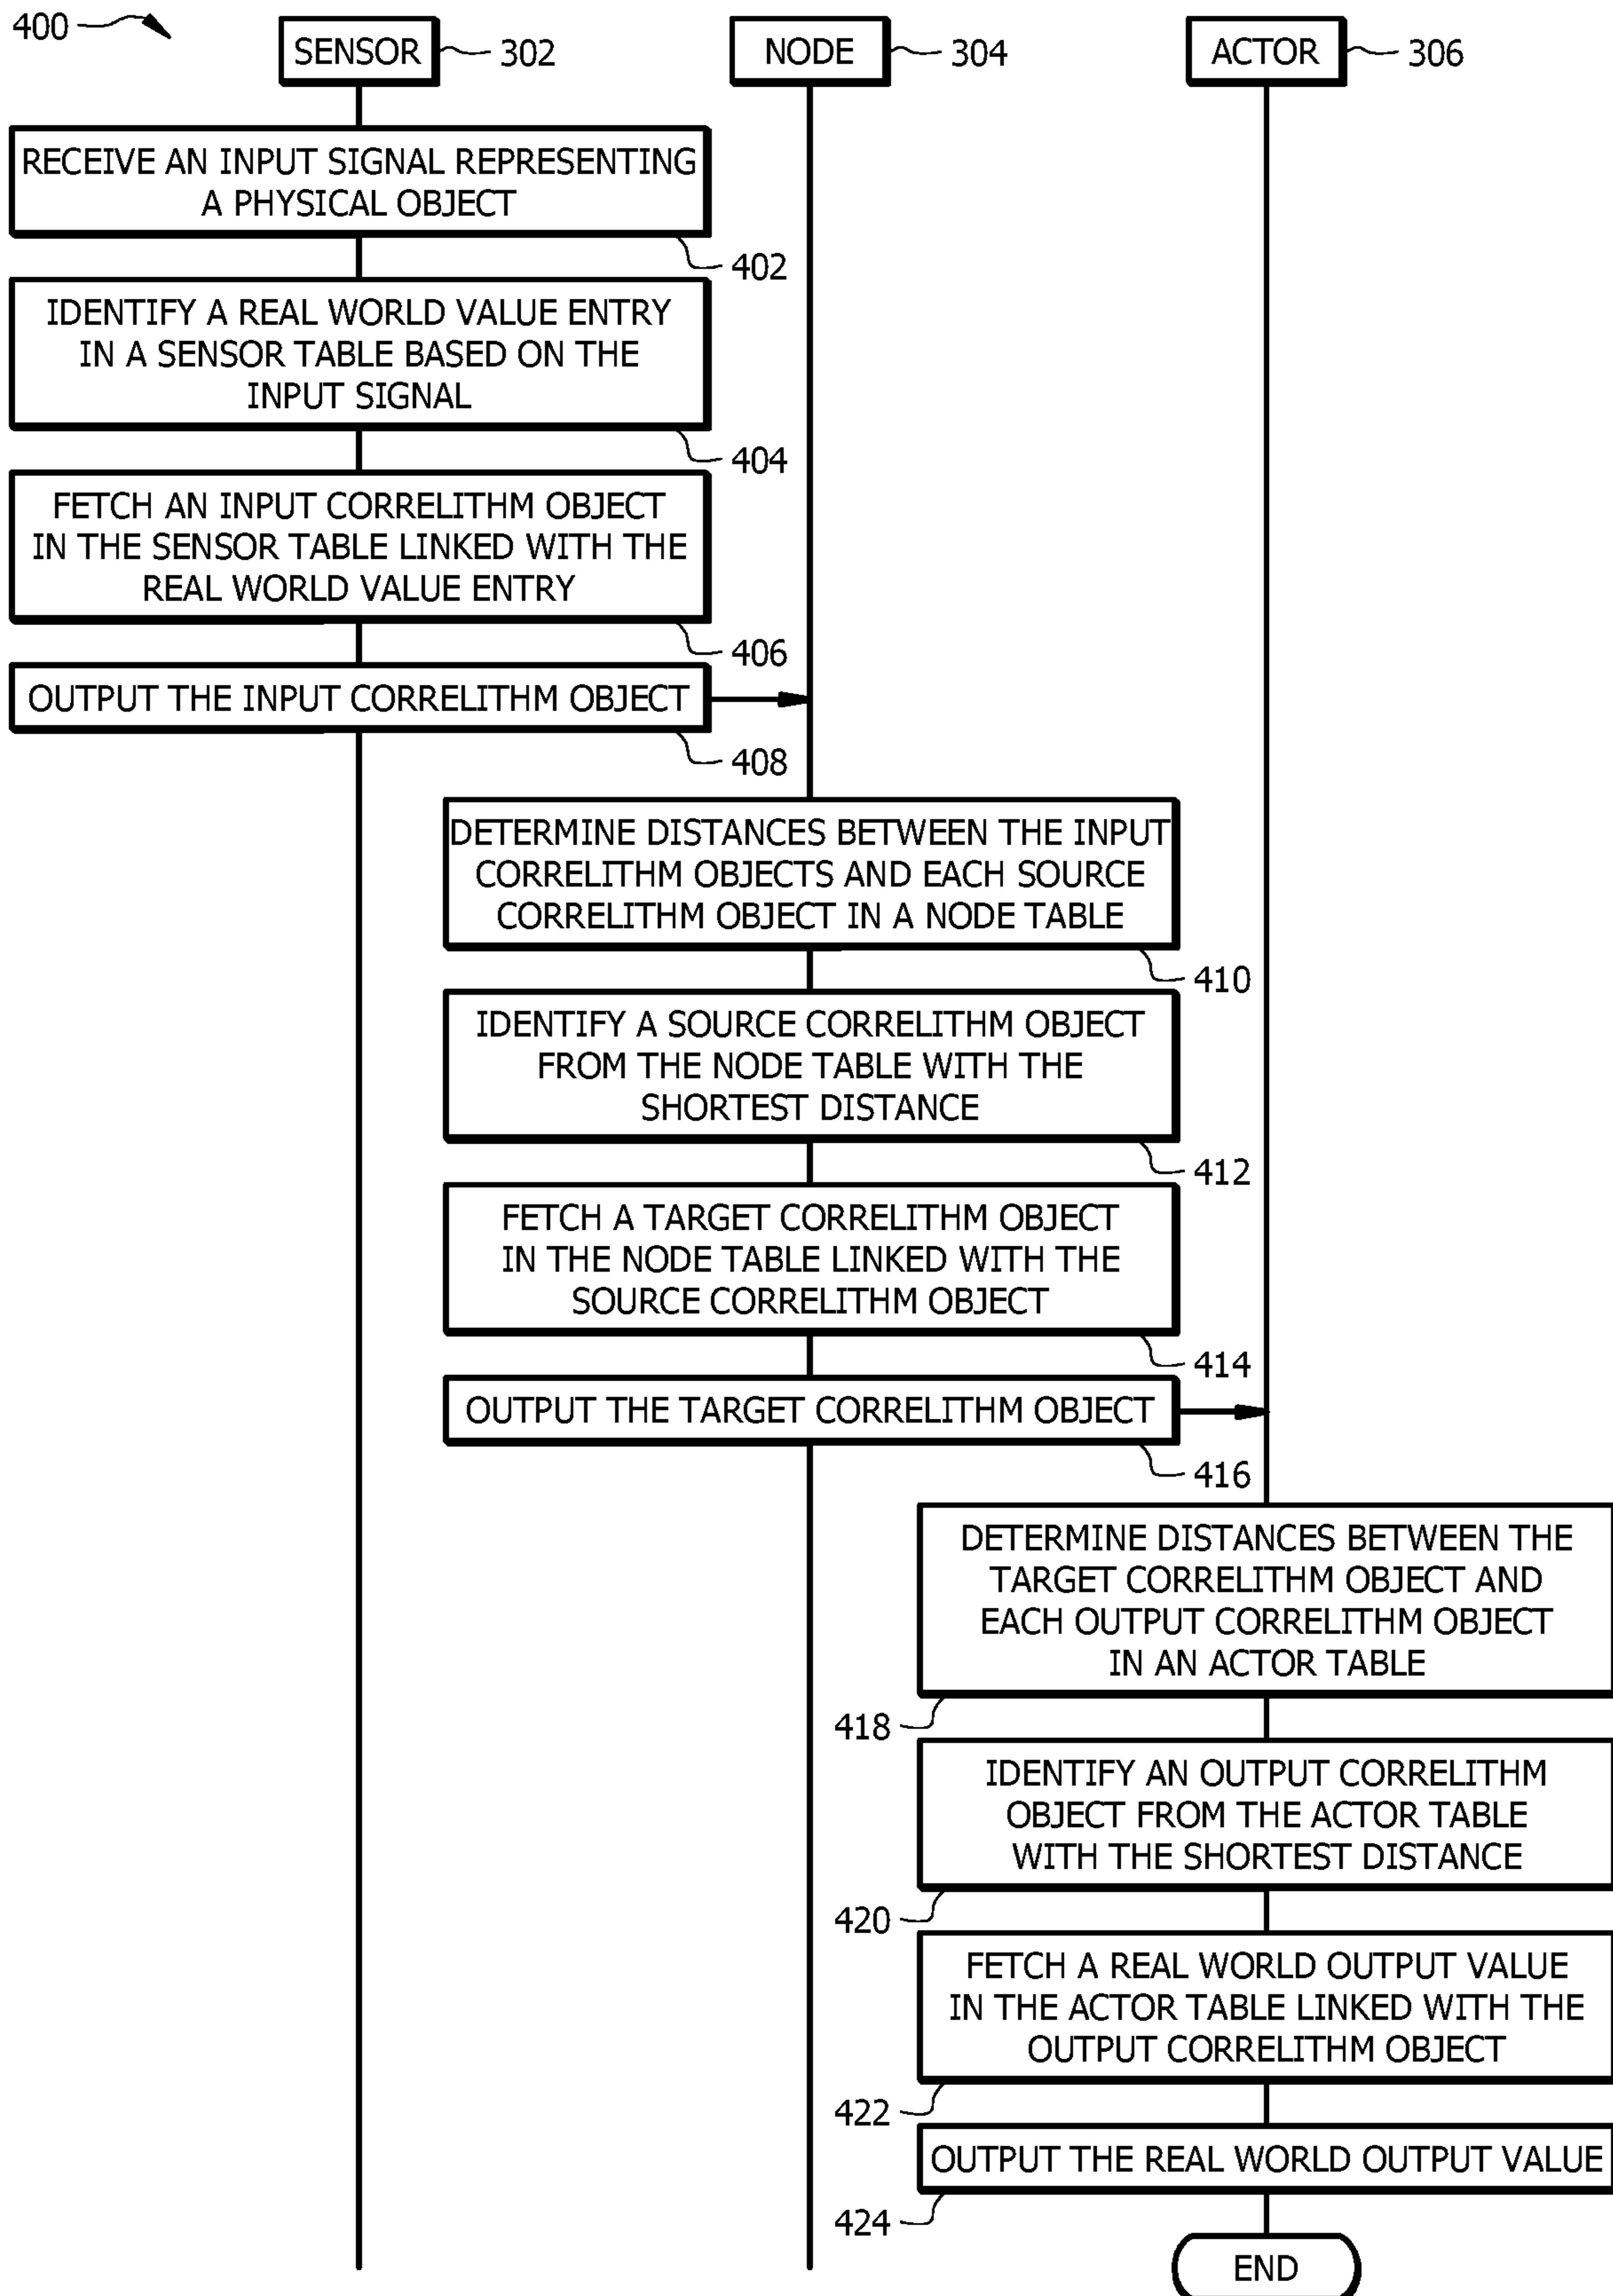 400
SENSOR
302
NODE
304
ACTOR
306
RECEIVE AN INPUT SIGNAL REPRESENTING
A PHYSICAL OBJECT
402
IDENTIFY A REAL WORLD VALUE ENTRY
IN A SENSOR TABLE BASED ON THE
INPUT SIGNAL
404
FETCH AN INPUT CORRELITHM OBJECT
IN THE SENSOR TABLE LINKED WITH THE
REAL WORLD VALUE ENTRY
406
OUTPUT THE INPUT CORRELITHM OBJECT
408
DETERMINE DISTANCES BETWEEN THE INPUT
CORRELITHM OBJECTS AND EACH SOURCE
CORRELITHM OBJECT IN A NODE TABLE
410
IDENTIFY A SOURCE CORRELITHM OBJECT
FROM THE NODE TABLE WITH THE
SHORTEST DISTANCE
412
FETCH A TARGET CORRELITHM OBJECT
IN THE NODE TABLE LINKED WITH THE
SOURCE CORRELITHM OBJECT
414
OUTPUT THE TARGET CORRELITHM OBJECT
416
DETERMINE DISTANCES BETWEEN THE
TARGET CORRELITHM OBJECT AND
EACH OUTPUT CORRELITHM OBJECT
IN AN ACTOR TABLE
418
IDENTIFY AN OUTPUT CORRELITHM
OBJECT FROM THE ACTOR TABLE
WITH THE SHORTEST DISTANCE
420
FETCH A REAL WORLD OUTPUT VALUE
IN THE ACTOR TABLE LINKED WITH THE
OUTPUT CORRELITHM OBJECT
422
OUTPUT THE REAL WORLD OUTPUT VALUE
424
END